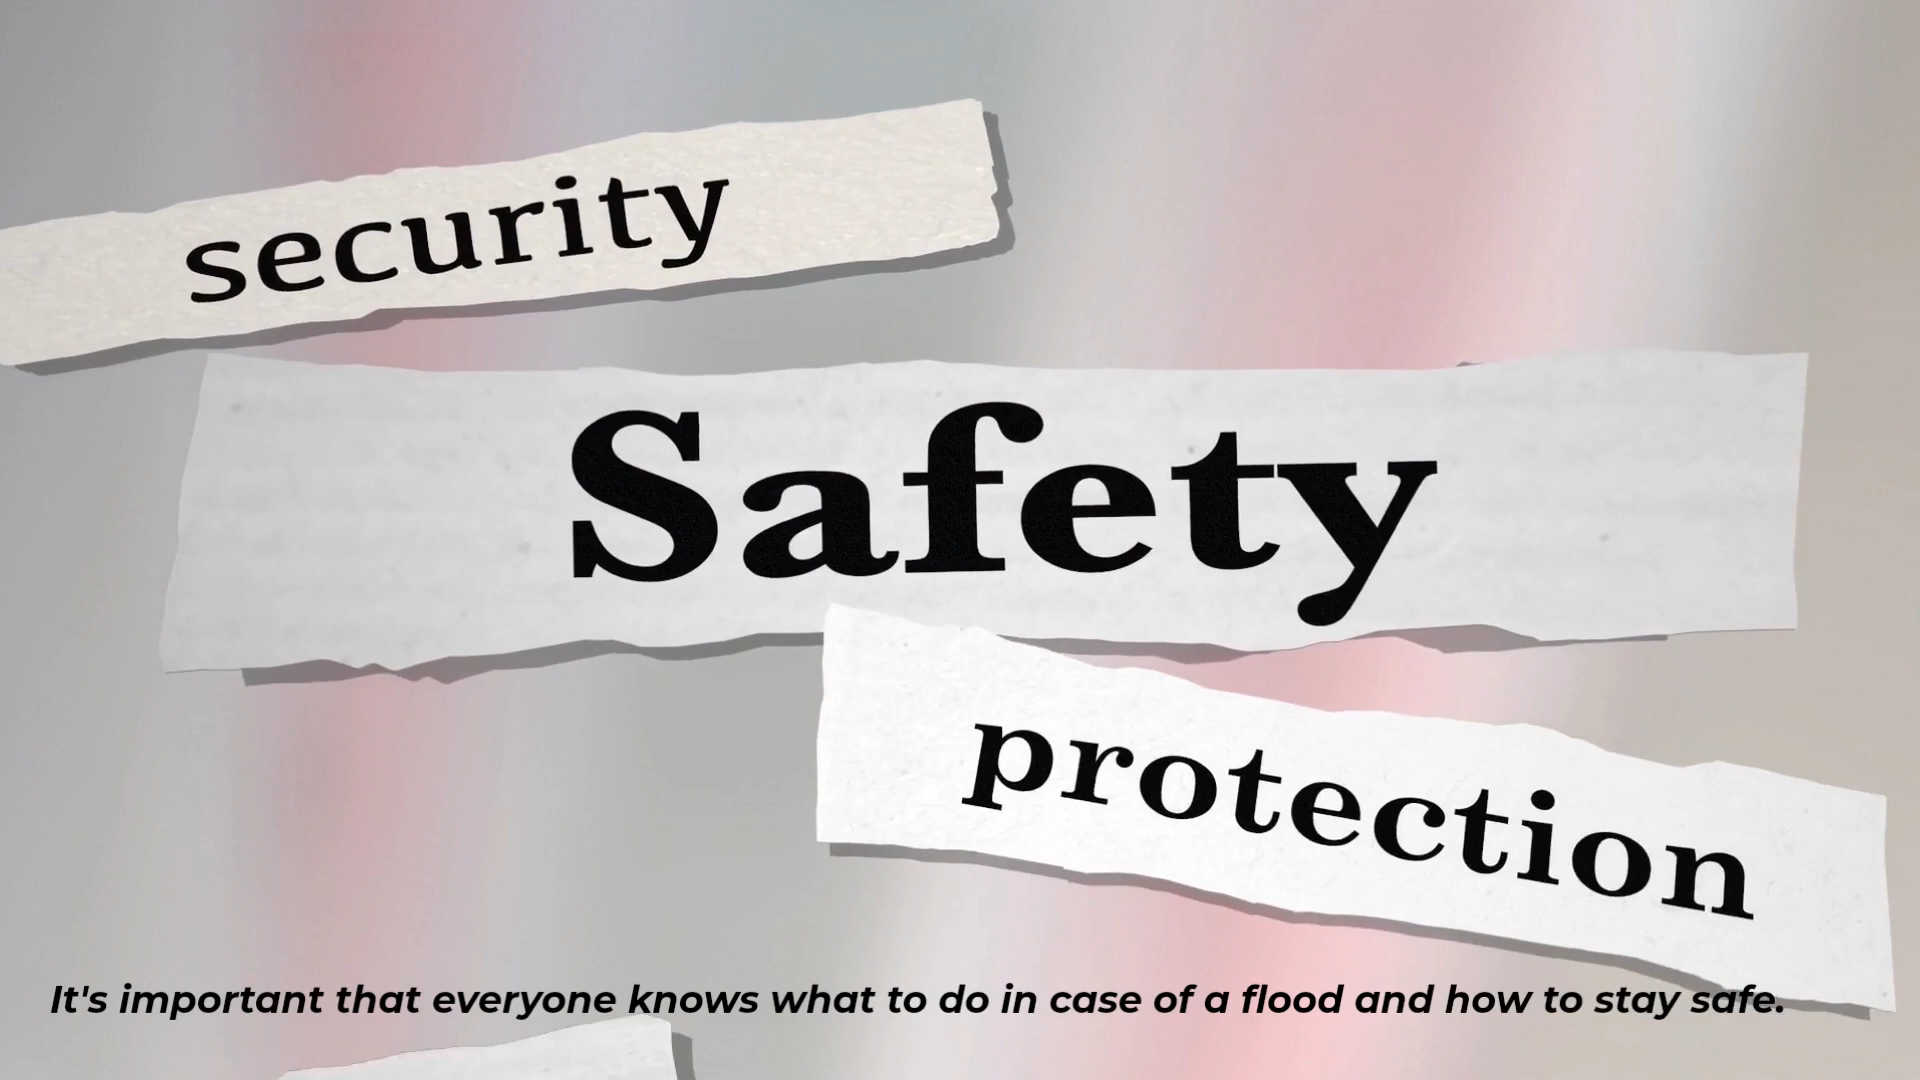 security
Safety
protection
It's important that everyone knows what to do in case of a flood and how to stay safe.